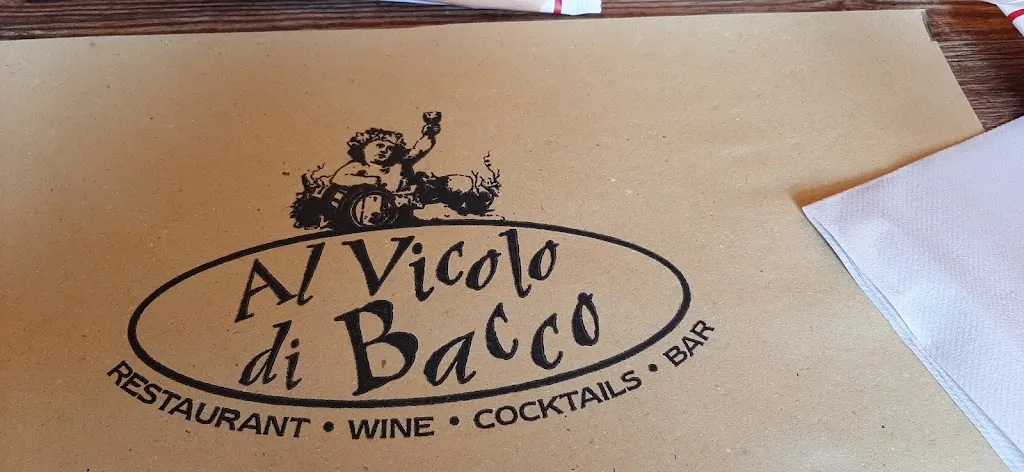 Al Vicolo
di Bacco
RESTAURANT • WINE • COCKTAILS • BAR